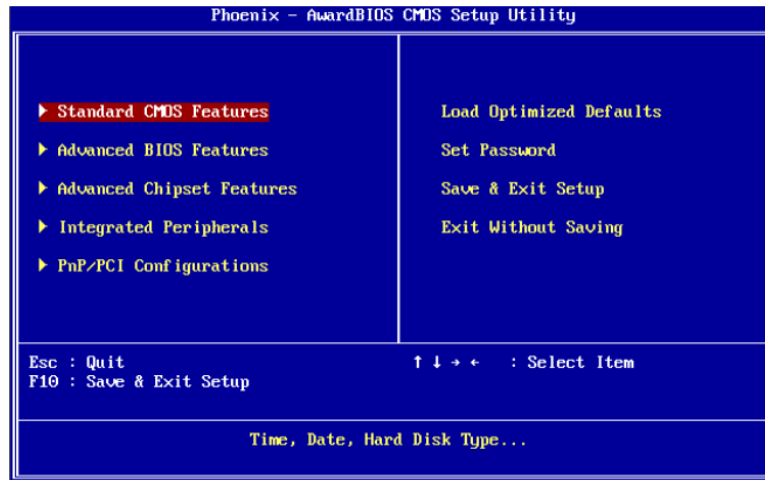 Phoenix - AwardBIOS CMOS Setup Utility
▶ Standard CMOS Features
▶ Advanced BIOS Features
▶ Advanced Chipset Features
▶ Integrated Peripherals
▶ PnP/PCI Configurations
Load Optimized Defaults
Set Password
Save & Exit Setup
Exit Without Saving
Esc : Quit
F10 : Save & Exit Setup
↑ ↓ → ← : Select Item
Time, Date, Hard Disk Type...